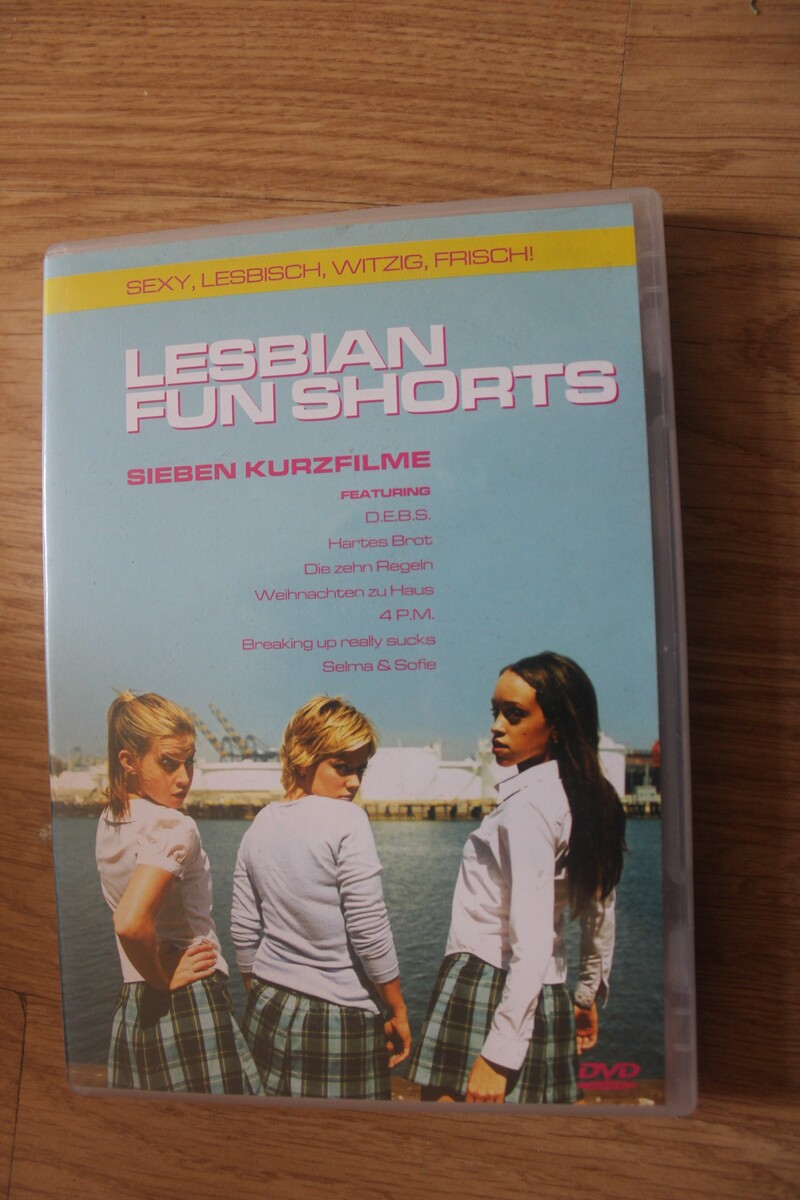 SEXY, LESBISCH, WITZIG, FRISCH!
LESBIAN
FUN SHORTS
SIEBEN KURZFILME
FEATURING
D.E.B.S.
Hartes Brot
Die zehn Regeln
Weihnachten zu Haus
4 P.M.
Breaking up really sucks
Selma & Sofie
DVD